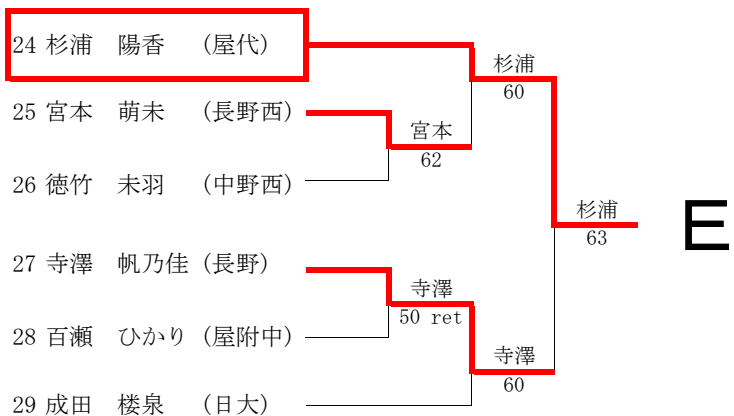 24 杉浦 陽香 (屋代)
杉浦
60
25 宮本 萌未 (長野西)
宮本
62
26 徳竹 未羽 (中野西)
杉浦
63
E
27 寺澤 帆乃佳 (長野)
寺澤
50 ret
28 百瀬 ひかり (屋附中)
寺澤
60
29 成田 楼泉 (日大)